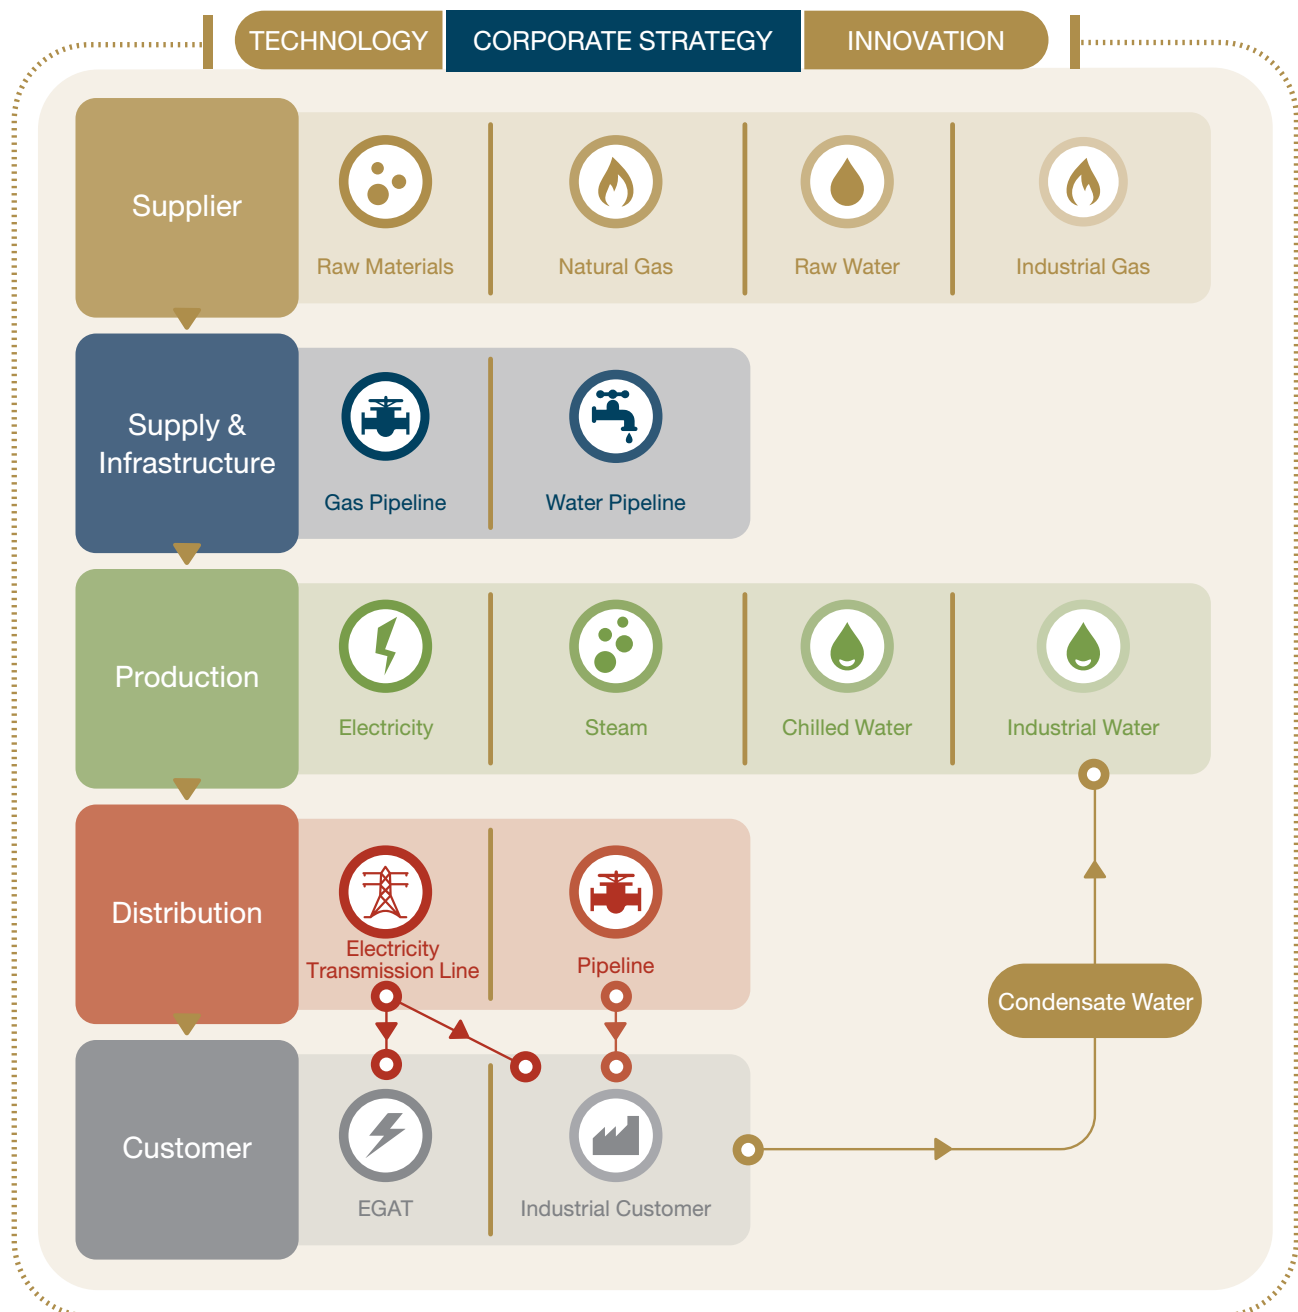 TECHNOLOGY
CORPORATE STRATEGY
INNOVATION
Supplier
Raw Materials
Natural Gas
Raw Water
Industrial Gas
Supply &
Infrastructure
Gas Pipeline
Water Pipeline
Production
Electricity
Steam
Chilled Water
Industrial Water
Distribution
Electricity
Transmission Line
Pipeline
Condensate Water
Customer
EGAT
Industrial Customer